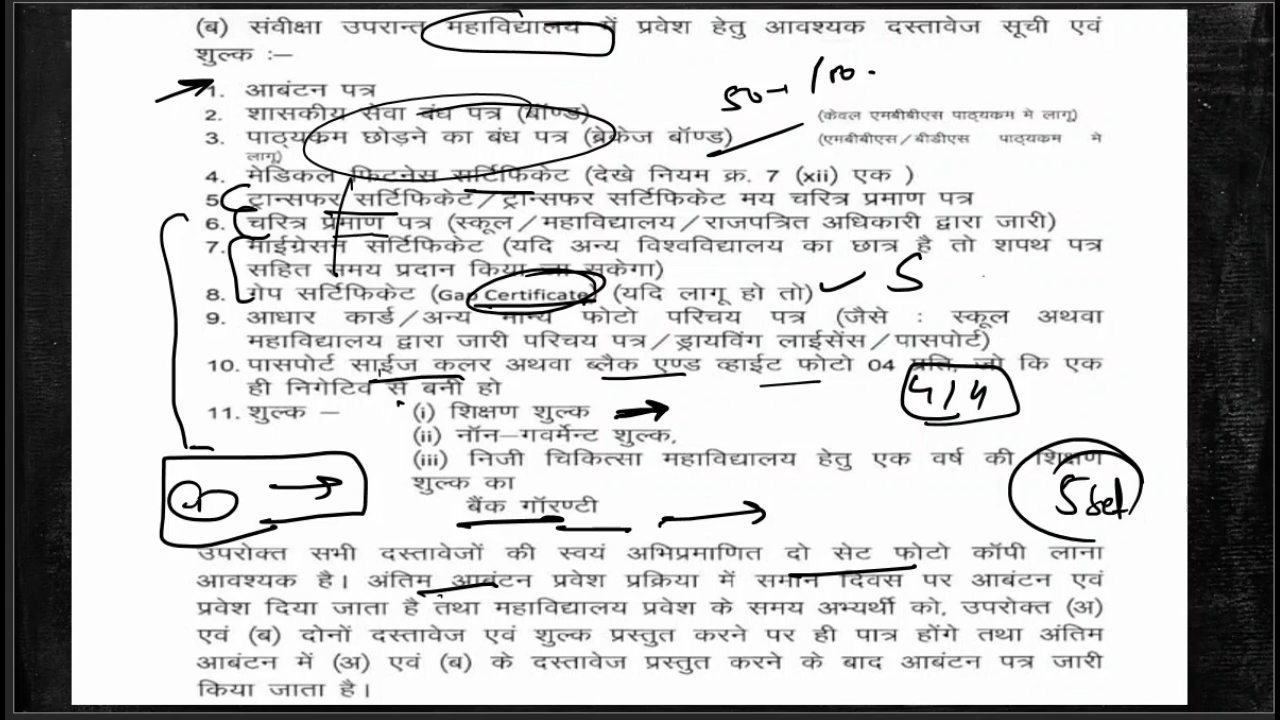 (ब) संवीक्षा उपरान्त महाविद्यालय में प्रवेश हेतु आवश्यक दस्तावेज सूची एवं
शुल्क :–
1. आबंटन पत्र
50
2. शासकीय सेवा बंध पत्र (बॉण्ड) (केवल एमबीबीएस पाठ्यकम मे लागू)
3. पाठ्यकम छोड़ने का बंध पत्र (ब्रेकेज बॉण्ड) (एमबीबीएस/बीडीएस पाठ्यकम मे
लागू)
4. मेडिकल फिटनेस सर्टिफिकेट (देखे नियम क्र. 7 (xii) एक )
5. ट्रान्सफर सर्टिफिकेट/ट्रान्सफर सर्टिफिकेट मय चरित्र प्रमाण पत्र
6. चरित्र प्रमाण पत्र (स्कूल/महाविद्यालय/राजपत्रित अधिकारी द्वारा जारी)
7. माईग्रेसन सर्टिफिकेट (यदि अन्य विश्वविद्यालय का छात्र है तो शपथ पत्र
सहित समय प्रदान किया जा सकेगा)
8. गेप सर्टिफिकेट (Gap Certificate) (यदि लागू हो तो) S
9. आधार कार्ड/अन्य मान्य फोटो परिचय पत्र (जैसे : स्कूल अथवा
महाविद्यालय द्वारा जारी परिचय पत्र/ड्रायविंग लाईसेंस/पासपोर्ट)
10. पासपोर्ट साईज कलर अथवा ब्लैक एण्ड व्हाईट फोटो 04 प्रति, जो कि एक
ही निगेटिव से बनी हो
4/4
11. शुल्क – (i) शिक्षण शुल्क
(ii) नॉन–गवर्मेन्ट शुल्क,
(iii) निजी चिकित्सा महाविद्यालय हेतु एक वर्ष की शिक्षण
शुल्क का
बैंक गॉरण्टी
5 set
उपरोक्त सभी दस्तावेजों की स्वयं अभिप्रमाणित दो सेट फोटो कॉपी लाना
आवश्यक है। अंतिम आबंटन प्रवेश प्रक्रिया में समान दिवस पर आबंटन एवं
प्रवेश दिया जाता है तथा महाविद्यालय प्रवेश के समय अभ्यर्थी को, उपरोक्त (अ)
एवं (ब) दोनों दस्तावेज एवं शुल्क प्रस्तुत करने पर ही पात्र होंगे तथा अंतिम
आबंटन में (अ) एवं (ब) के दस्तावेज प्रस्तुत करने के बाद आबंटन पत्र जारी
किया जाता है।